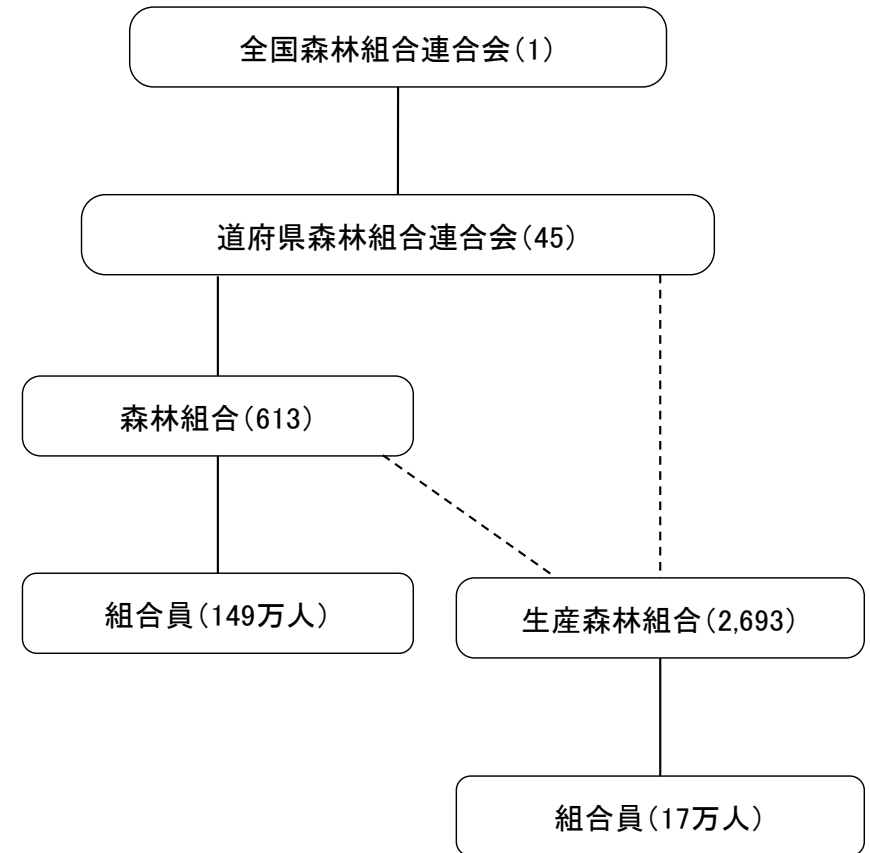 全国森林組合連合会(1)
道府県森林組合連合会(45)
森林組合(613)
組合員(149万人)
生産森林組合(2,693)
組合員(17万人)